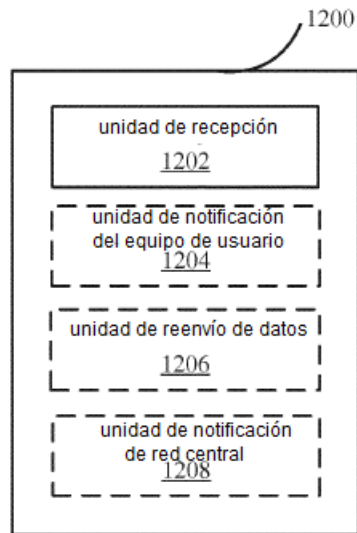 1200
unidad de recepción
1202
unidad de notificación
del equipo de usuario
1204
unidad de reenvío de datos
1206
unidad de notificación
de red central
1208